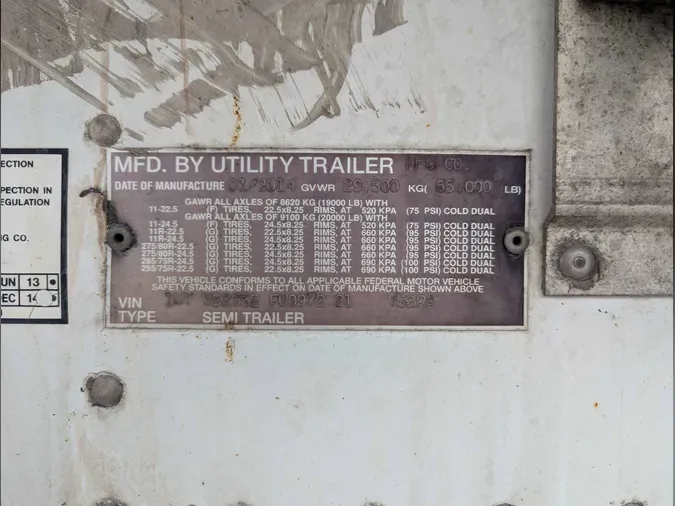 ECTION
PECTION IN
EGULATION
NG CO.
UN 13
EC 14
MFD. BY UTILITY TRAILER MFG CO.
DATE OF MANUFACTURE 01/2014 GVWR 29,500 KG( 65,000 LB)
GAWR ALL AXLES OF 8620 KG (19000 LB) WITH
11-22.5 (F) TIRES, 22.5x8.25 RIMS, AT 520 KPA (75 PSI) COLD DUAL
GAWR ALL AXLES OF 9100 KG (20000 LB) WITH
11-24.5 (F) TIRES, 24.5x8.25 RIMS, AT 520 KPA (75 PSI) COLD DUAL
11R-22.5 (G) TIRES, 22.5x8.25 RIMS, AT 660 KPA (95 PSI) COLD DUAL
11R-24.5 (G) TIRES, 24.5x8.25 RIMS, AT 660 KPA (95 PSI) COLD DUAL
275/80R-22.5 (G) TIRES, 22.5x8.25 RIMS, AT 660 KPA (95 PSI) COLD DUAL
275/80R-24.5 (G) TIRES, 24.5x8.25 RIMS, AT 660 KPA (95 PSI) COLD DUAL
285/75R-24.5 (G) TIRES, 24.5x8.25 RIMS, AT 690 KPA (100 PSI) COLD DUAL
295/75R-22.5 (G) TIRES, 22.5x8.25 RIMS, AT 690 KPA (100 PSI) COLD DUAL
THIS VEHICLE CONFORMS TO ALL APPLICABLE FEDERAL MOTOR VEHICLE
SAFETY STANDARDS IN EFFECT ON DATE OF MANUFACTURE SHOWN ABOVE
VIN
TYPE SEMI TRAILER